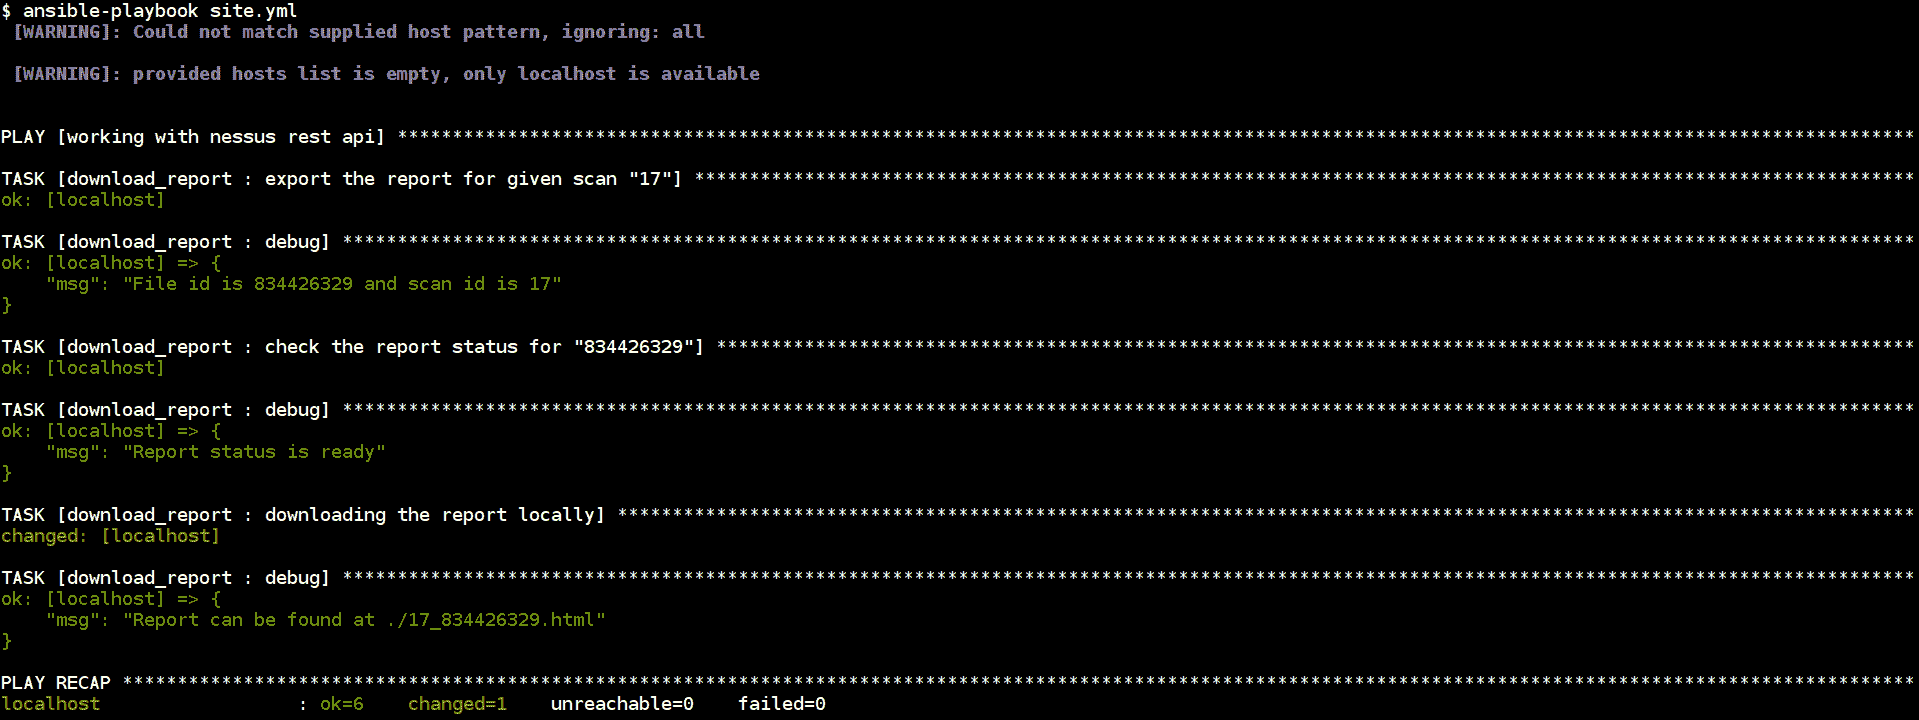 $ ansible-playbook site.yml
[WARNING]: Could not match supplied host pattern, ignoring: all
[WARNING]: provided hosts list is empty, only localhost is available
PLAY [working with nessus rest api] ******************************************************************************************************************************************
TASK [download_report : export the report for given scan "17"] ***************************************************************************************************************
ok: [localhost]
TASK [download_report : debug] ***********************************************************************************************************************************************
ok: [localhost] => {
    "msg": "File id is 834426329 and scan id is 17"
}
TASK [download_report : check the report status for "834426329"] *************************************************************************************************************
ok: [localhost]
TASK [download_report : debug] ***********************************************************************************************************************************************
ok: [localhost] => {
    "msg": "Report status is ready"
}
TASK [download_report : downloading the report locally] **********************************************************************************************************************
changed: [localhost]
TASK [download_report : debug] ***********************************************************************************************************************************************
ok: [localhost] => {
    "msg": "Report can be found at ./17_834426329.html"
}
PLAY RECAP *******************************************************************************************************************************************************************
localhost                  : ok=6    changed=1    unreachable=0    failed=0